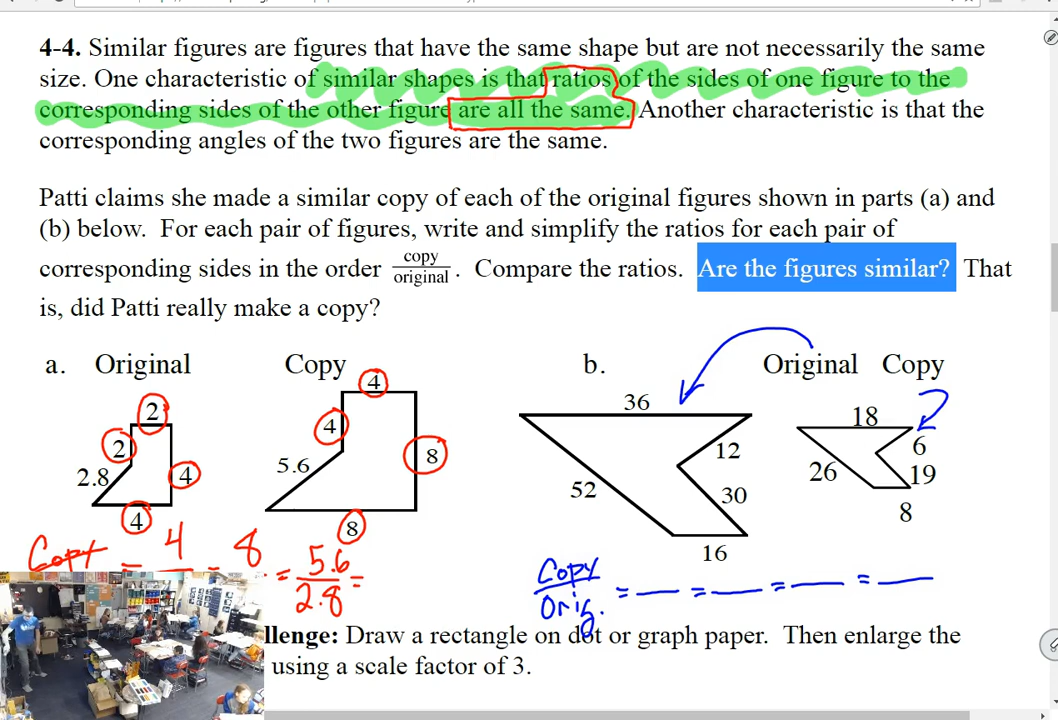 4-4. Similar figures are figures that have the same shape but are not necessarily the same
size. One characteristic of similar shapes is that ratios of the sides of one figure to the
corresponding sides of the other figure are all the same. Another characteristic is that the
corresponding angles of the two figures are the same.
Patti claims she made a similar copy of each of the original figures shown in parts (a) and
(b) below. For each pair of figures, write and simplify the ratios for each pair of
corresponding sides in the order copy/original. Compare the ratios. Are the figures similar? That
is, did Patti really make a copy?
a. Original Copy
2
2
2.8
4
4
4
4
5.6
8
8
b. Original Copy
36
12
52
30
16
18
6
26
19
8
Copy = 4 = 8 = 5.6/2.8 =
Copy/Orig. = = = =
llenge: Draw a rectangle on dot or graph paper. Then enlarge the
using a scale factor of 3.